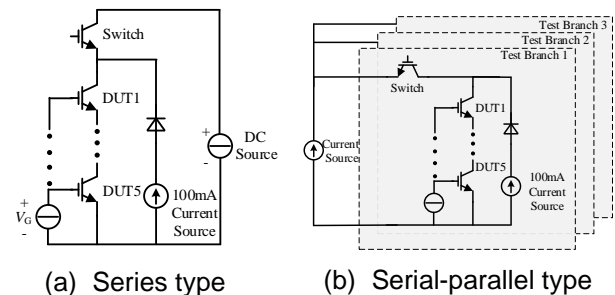 Switch
DUT1
DUT5
+
V_G
-
100mA
Current
Source
+
-
DC
Source
(a) Series type
Test Branch 3
Test Branch 2
Test Branch 1
Switch
DUT1
DUT5
Current
Source
100mA
Current
Source
(b) Serial-parallel type